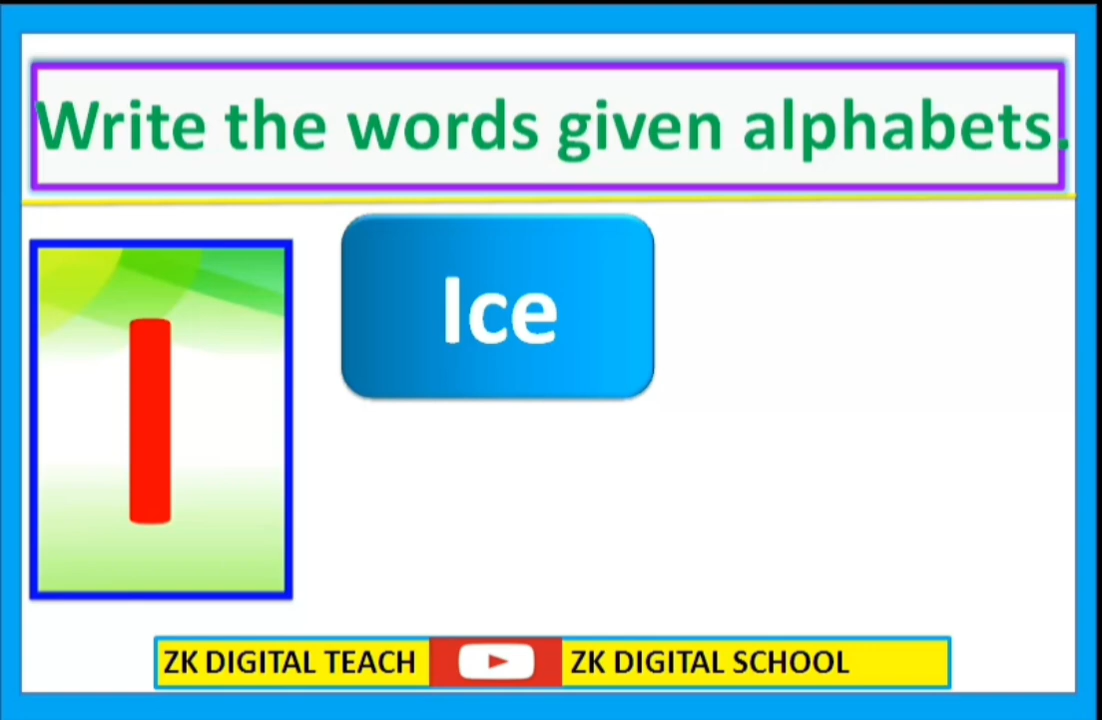 Write the words given alphabets.
I
Ice
ZK DIGITAL TEACH
ZK DIGITAL SCHOOL